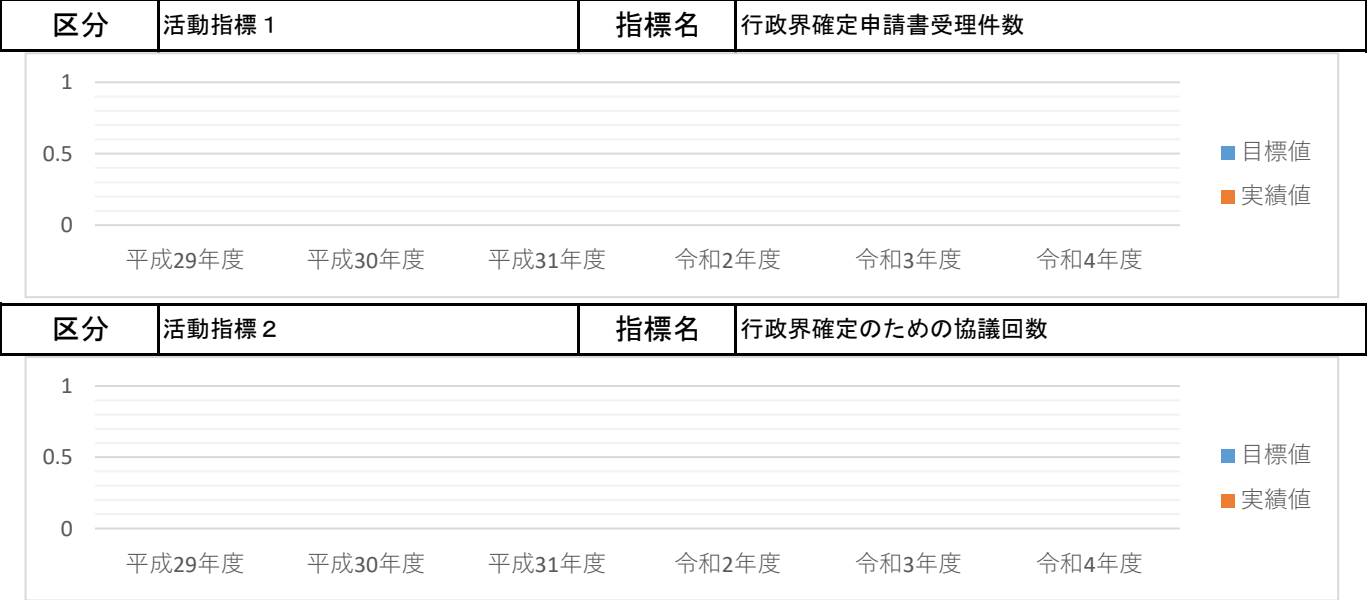 区分 活動指標１ 指標名 行政界確定申請書受理件数
1
0.5
0
目標値
実績値
平成29年度 平成30年度 平成31年度 令和2年度 令和3年度 令和4年度
区分 活動指標２ 指標名 行政界確定のための協議回数
1
0.5
0
目標値
実績値
平成29年度 平成30年度 平成31年度 令和2年度 令和3年度 令和4年度